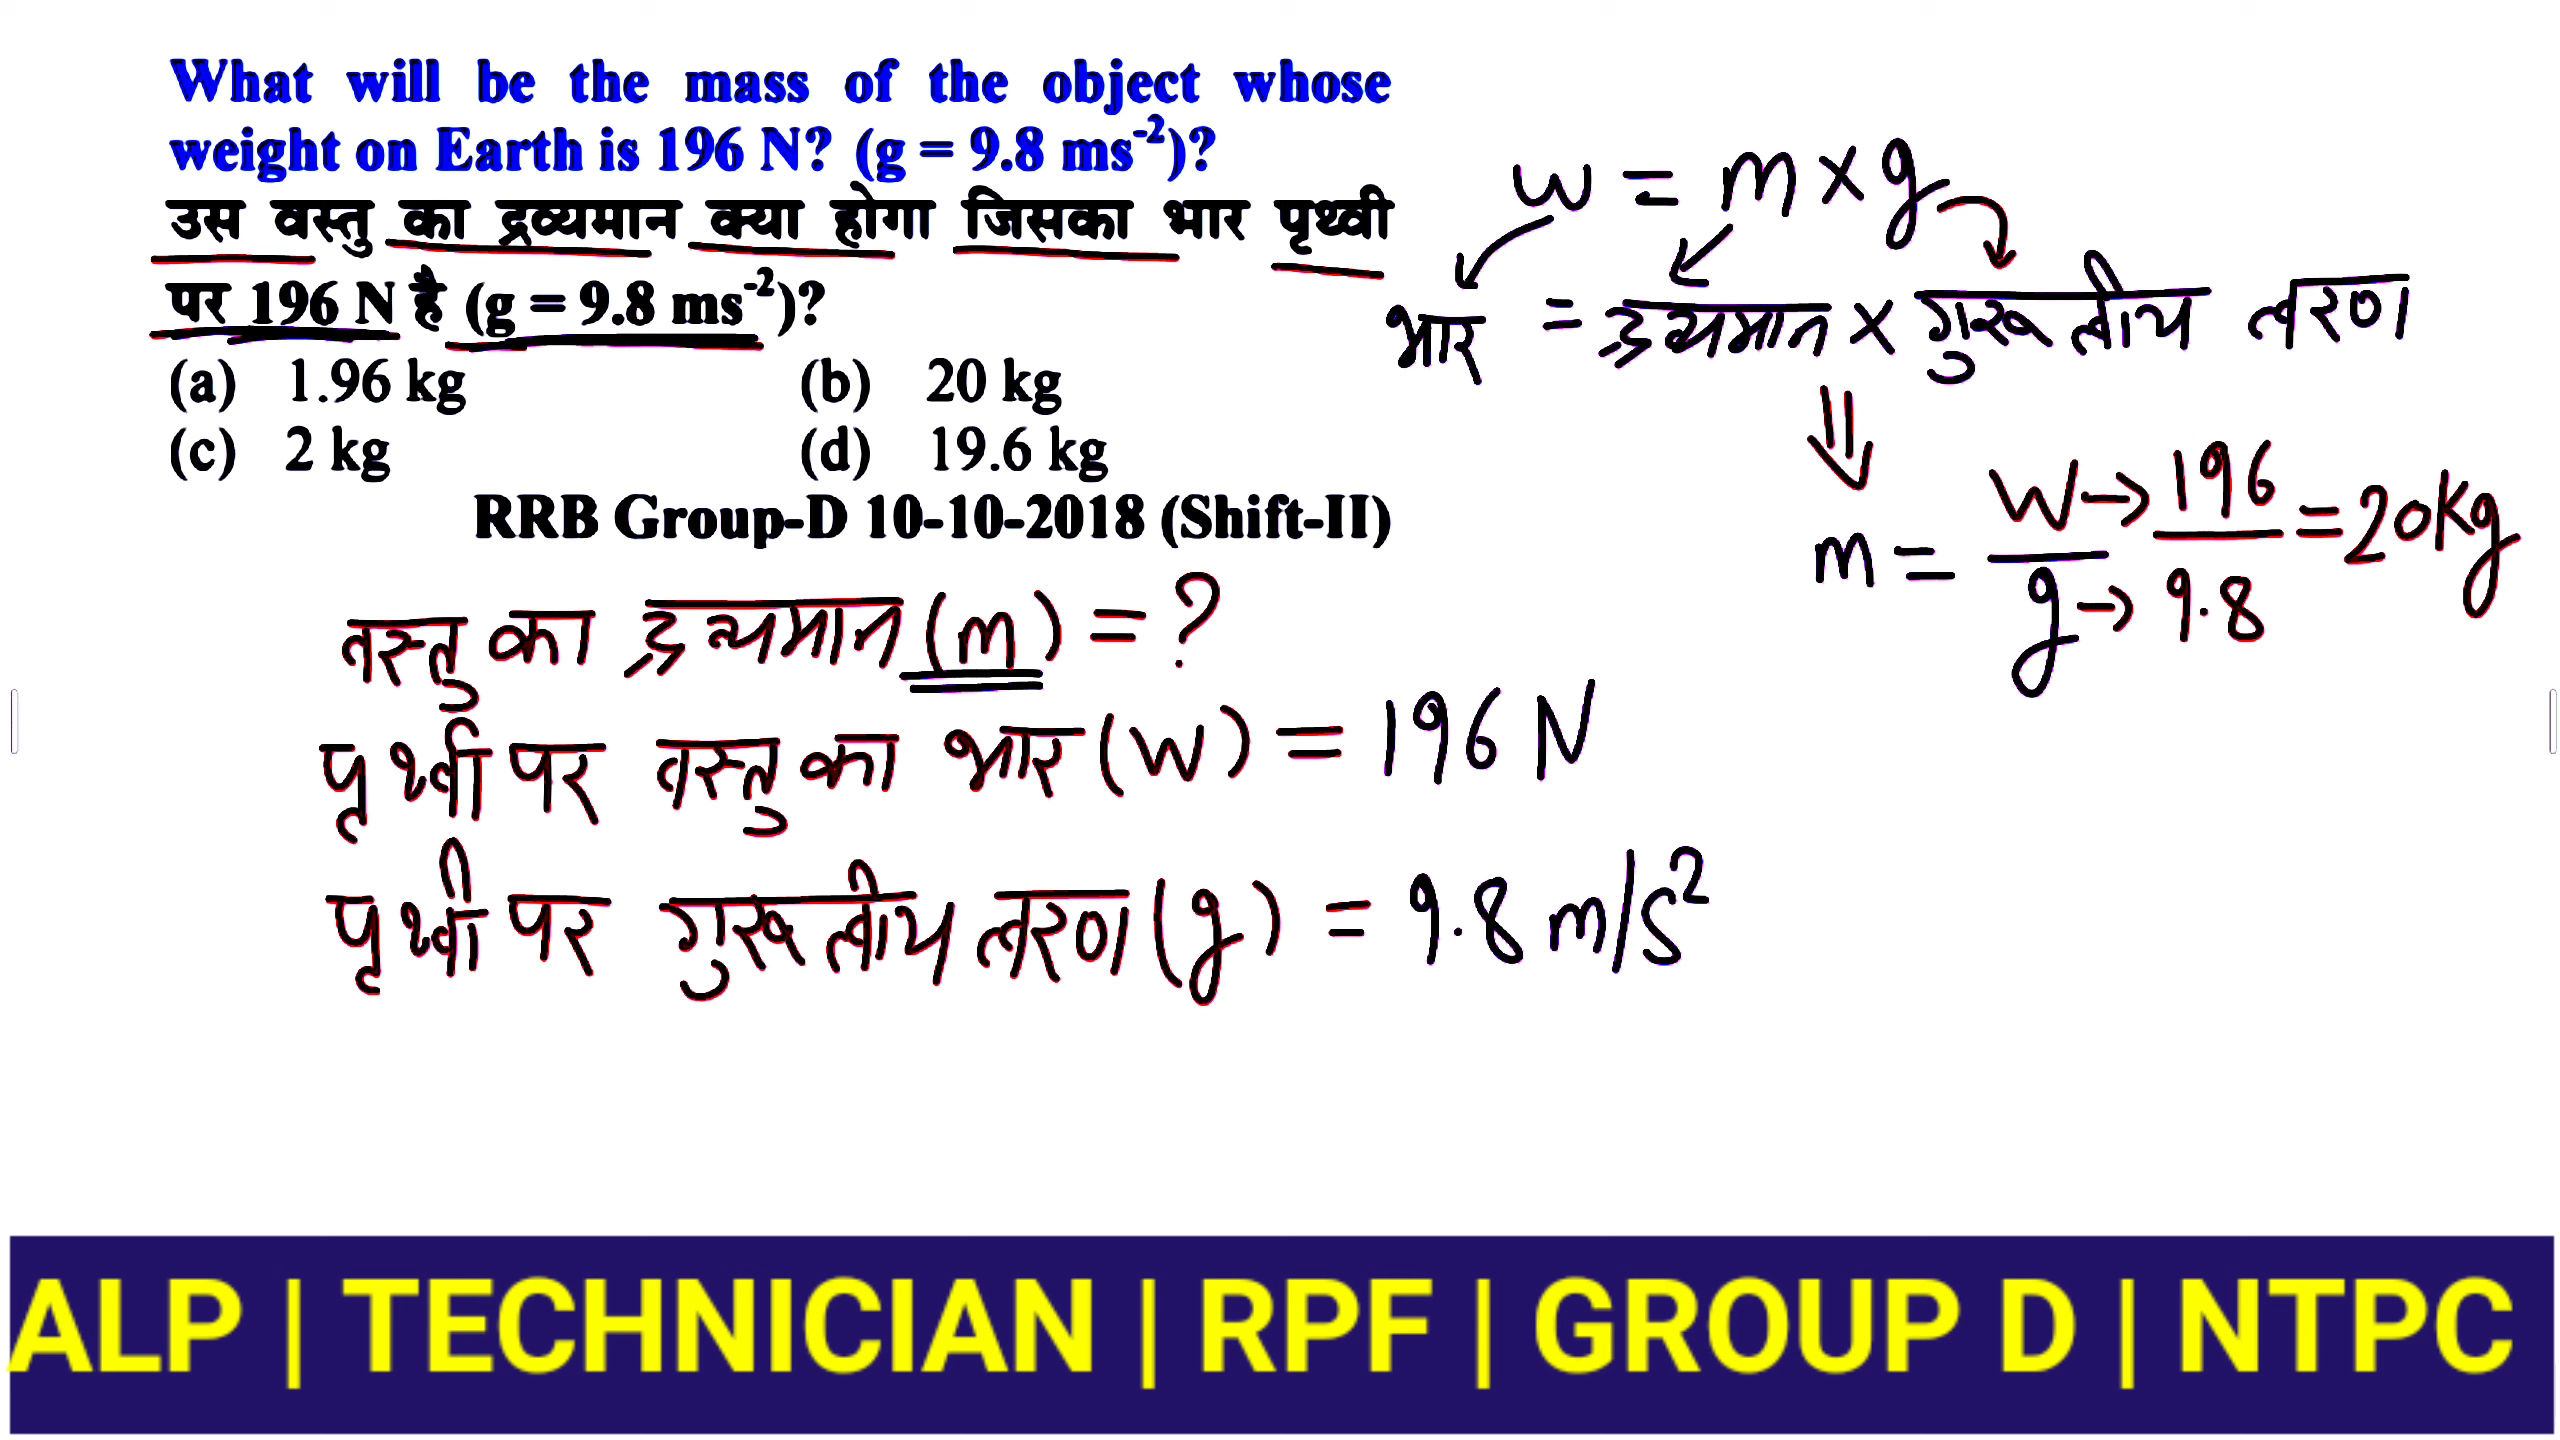 What will be the mass of the object whose
weight on Earth is 196 N? (g = 9.8 ms⁻²)?
उस वस्तु का द्रव्यमान क्या होगा जिसका भार पृथ्वी
पर 196 N है (g = 9.8 ms⁻²)?
(a) 1.96 kg (b) 20 kg
(c) 2 kg (d) 19.6 kg
RRB Group-D 10-10-2018 (Shift-II)
वस्तु का द्रव्यमान (m) = ?
पृथ्वी पर वस्तु का भार (W) = 196 N
पृथ्वी पर गुरूत्वीय त्वरण (g) = 9.8 m/s²
W = m × g
भार = द्रव्यमान × गुरूत्वीय त्वरण
⇓
m = W/g → 196/9.8 = 20 kg
ALP | TECHNICIAN | RPF | GROUP D | NTPC